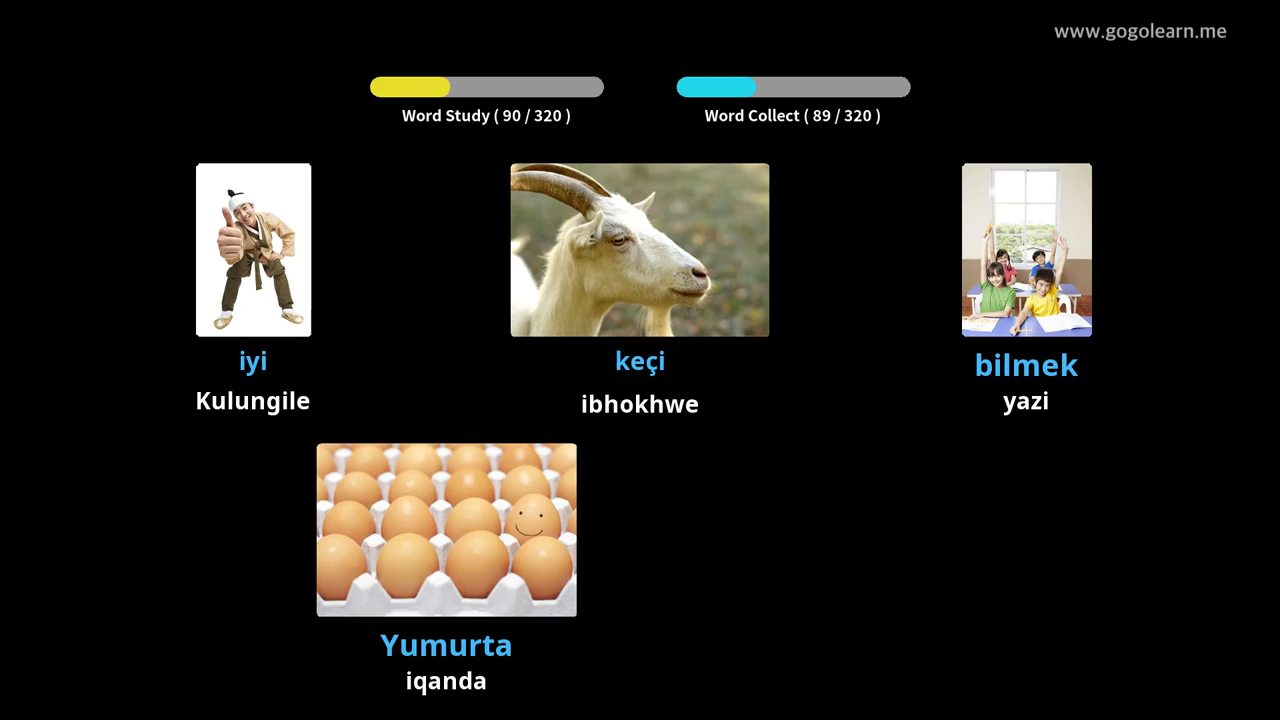 www.gogolearn.me
Word Study ( 90 / 320 )
Word Collect ( 89 / 320 )
iyi
Kulungile
keçi
ibhokhwe
bilmek
yazi
Yumurta
iqanda